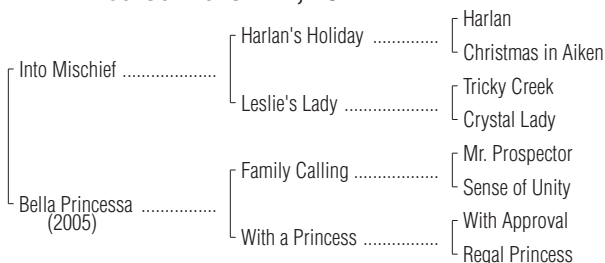 Harlan
Harlan's Holiday ..............
Christmas in Aiken
Into Mischief ...................
Tricky Creek
Leslie's Lady ...................
Crystal Lady
Mr. Prospector
Family Calling .................
Sense of Unity
Bella Princessa ...............
(2005)
With Approval
With a Princess ...............
Regal Princess